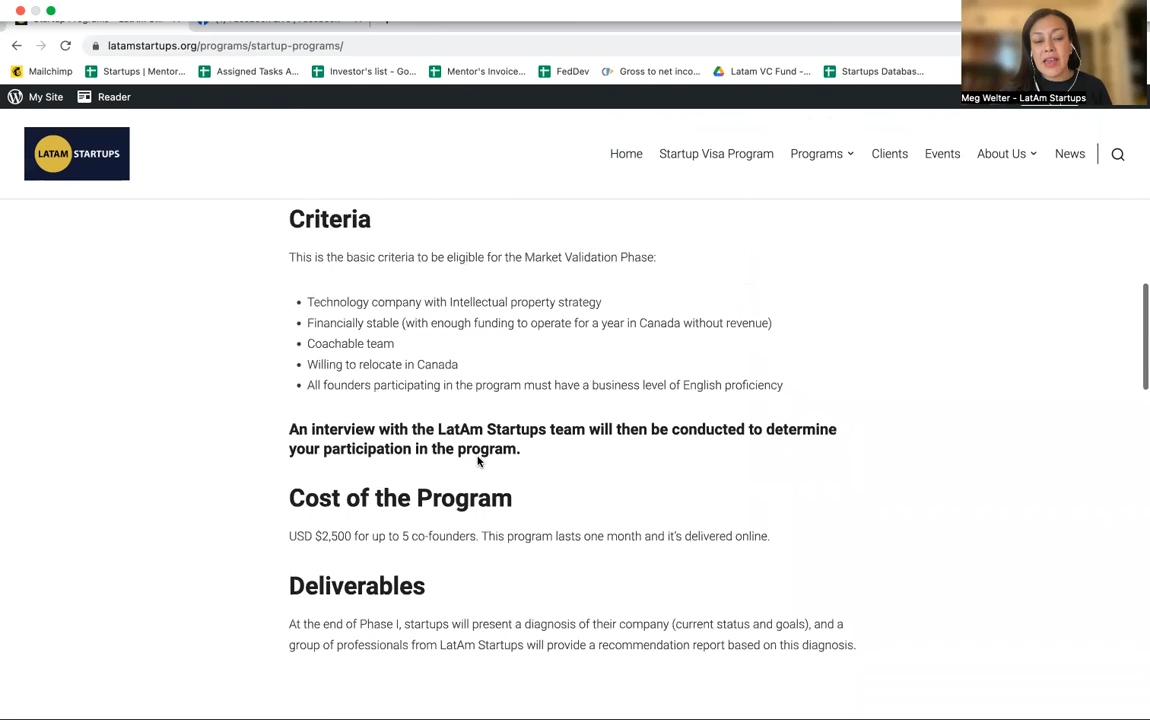 latamstartups.org/programs/startup-programs/
Mailchimp
Startups | Mentor...
Assigned Tasks A...
Investor's list - Go...
Mentor's Invoice...
FedDev
Gross to net inco...
Latam VC Fund -...
Startups Databas...
Meg Welter - LatAm Startups
My Site
Reader
LATAM STARTUPS
Home
Startup Visa Program
Programs
Clients
Events
About Us
News
Criteria
This is the basic criteria to be eligible for the Market Validation Phase:
• Technology company with Intellectual property strategy
• Financially stable (with enough funding to operate for a year in Canada without revenue)
• Coachable team
• Willing to relocate in Canada
• All founders participating in the program must have a business level of English proficiency
An interview with the LatAm Startups team will then be conducted to determine
your participation in the program.
Cost of the Program
USD $2,500 for up to 5 co-founders. This program lasts one month and it's delivered online.
Deliverables
At the end of Phase I, startups will present a diagnosis of their company (current status and goals), and a
group of professionals from LatAm Startups will provide a recommendation report based on this diagnosis.